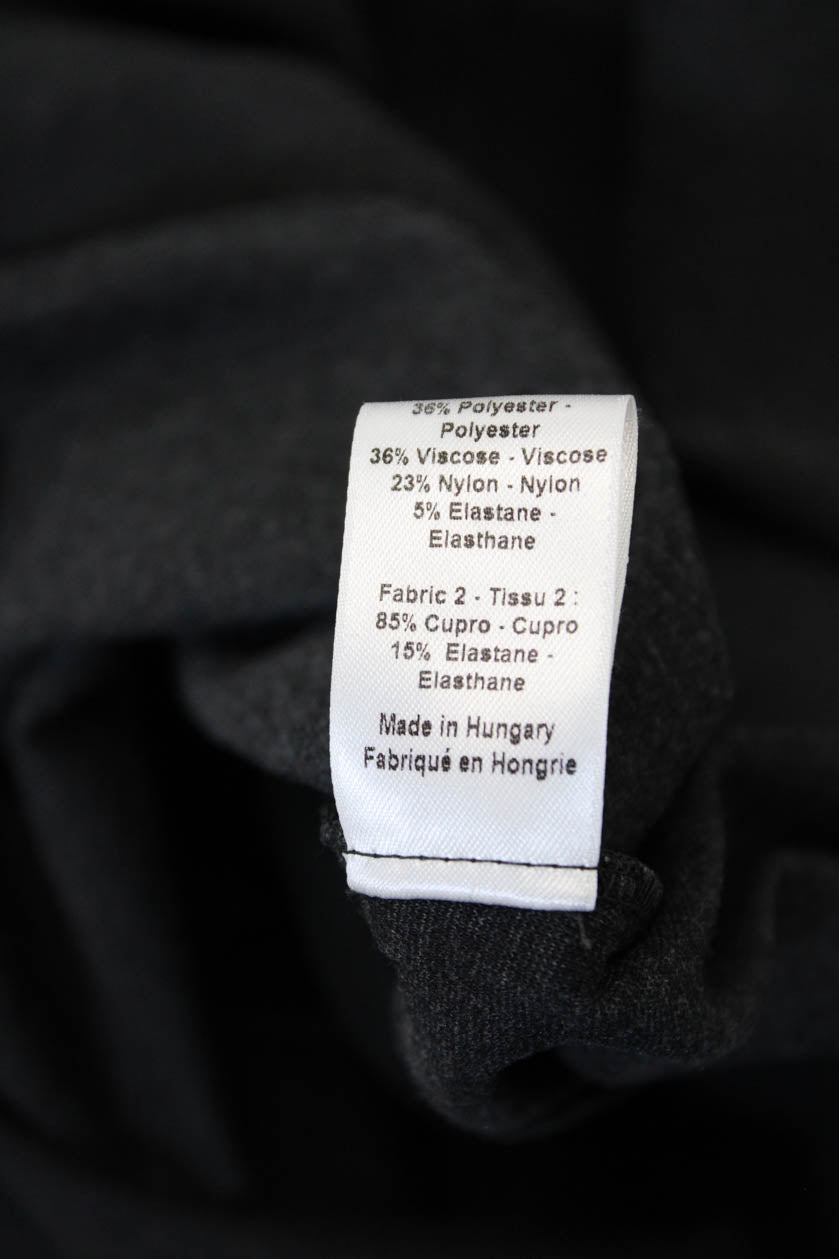 36% Polyester -
Polyester
36% Viscose - Viscose
23% Nylon - Nylon
5% Elastane -
Elasthane
Fabric 2 - Tissu 2 :
85% Cupro - Cupro
15% Elastane -
Elasthane
Made in Hungary
Fabriqué en Hongrie